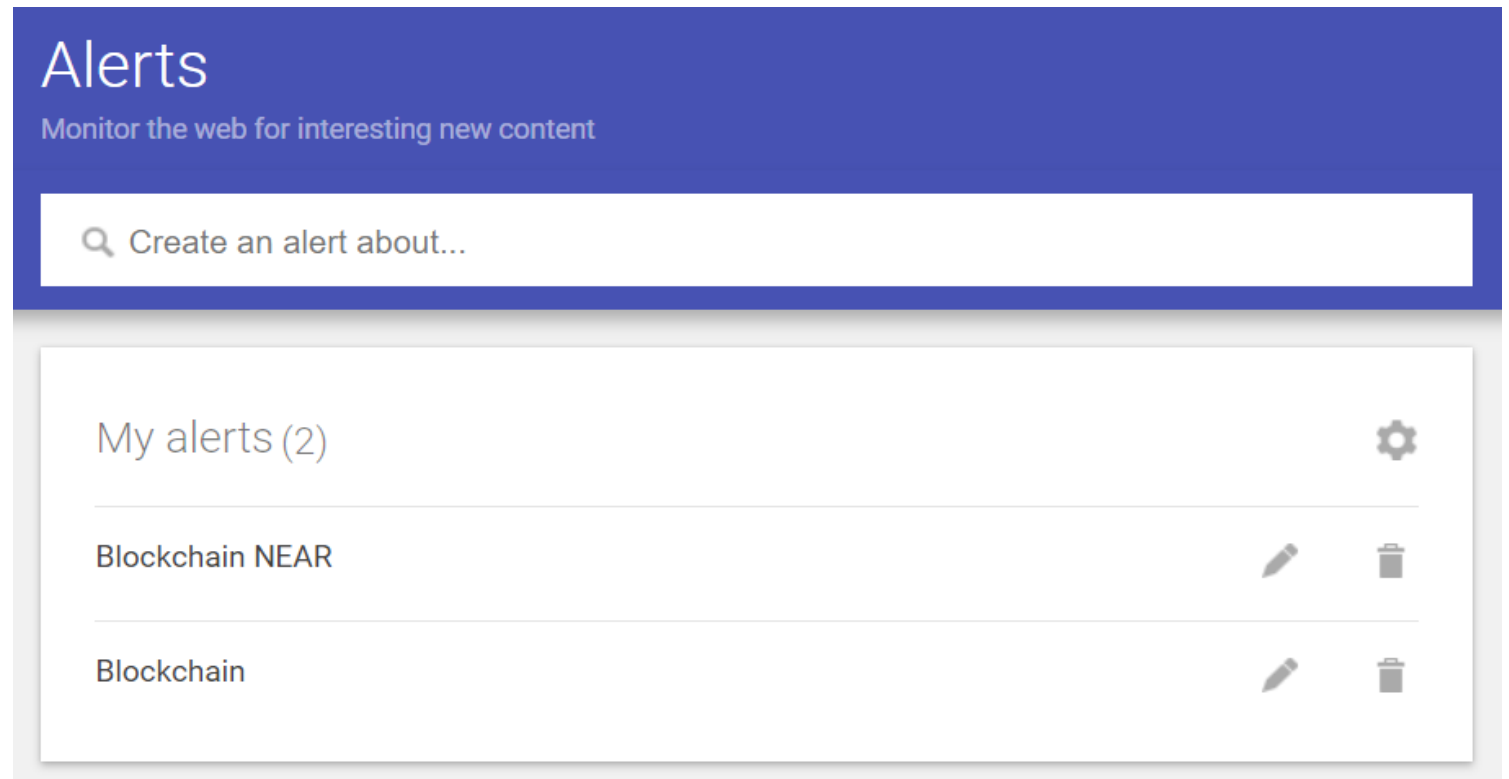 Alerts
Monitor the web for interesting new content
Create an alert about...
My alerts (2)
Blockchain NEAR
Blockchain